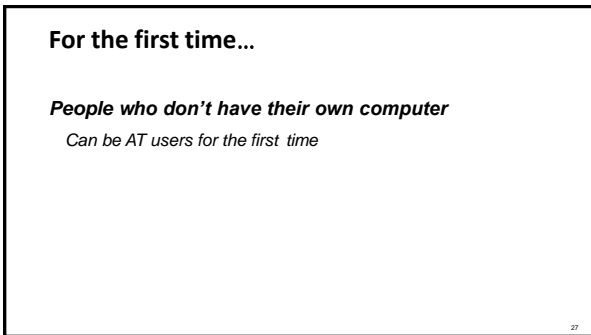 For the first time…
People who don’t have their own computer
Can be AT users for the first time
27